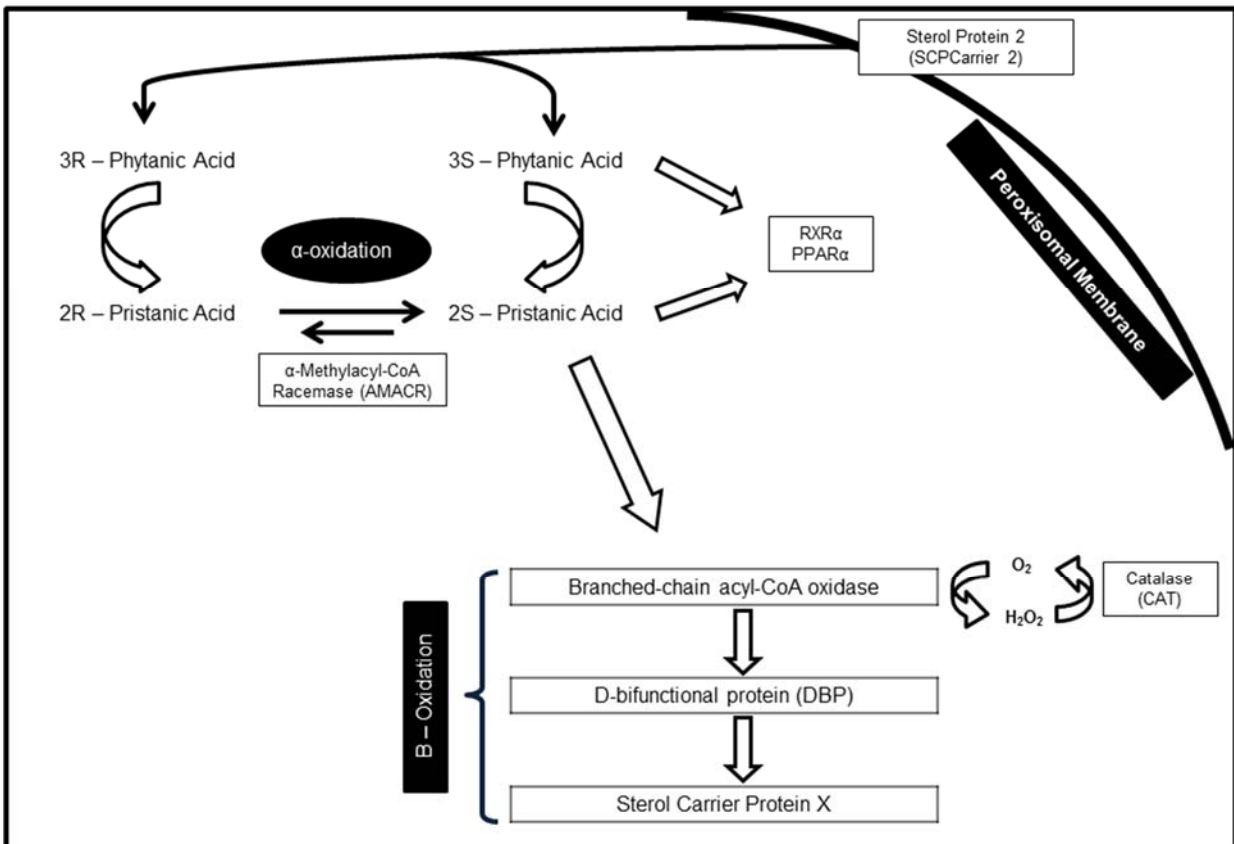 Sterol Protein 2
(SCPCarrier 2)
3R – Phytanic Acid
3S – Phytanic Acid
Peroxisomal Membrane
RXRα
PPARα
α-oxidation
2R – Pristanic Acid
2S – Pristanic Acid
α-Methylacyl-CoA
Racemase (AMACR)
B – Oxidation
Branched-chain acyl-CoA oxidase
O₂
H₂O₂
Catalase
(CAT)
D-bifunctional protein (DBP)
Sterol Carrier Protein X